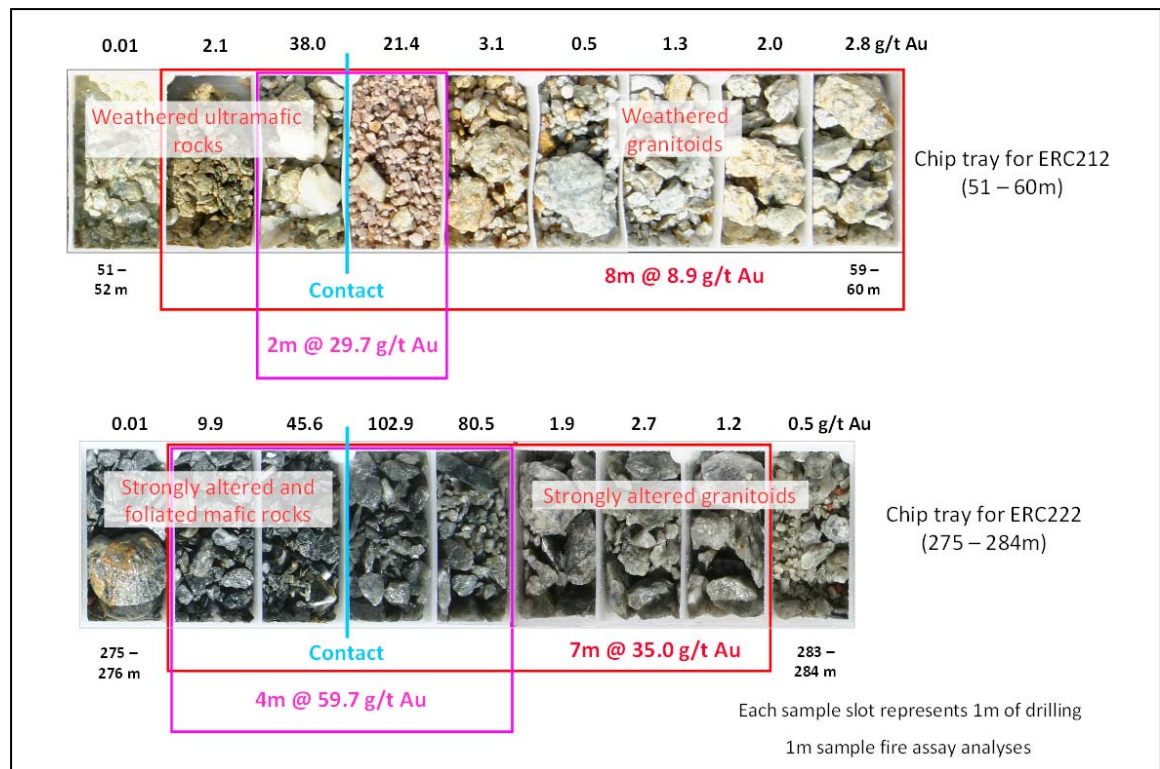 0.01 2.1 38.0 21.4 3.1 0.5 1.3 2.0 2.8 g/t Au
Weathered ultramafic
rocks
Weathered
granitoids
Chip tray for ERC212
(51 – 60m)
51 –
52 m
Contact
8m @ 8.9 g/t Au
59 –
60 m
2m @ 29.7 g/t Au
0.01 9.9 45.6 102.9 80.5 1.9 2.7 1.2 0.5 g/t Au
Strongly altered and
foliated mafic rocks
Strongly altered granitoids
Chip tray for ERC222
(275 – 284m)
275 –
276 m
Contact
7m @ 35.0 g/t Au
283 –
284 m
4m @ 59.7 g/t Au
Each sample slot represents 1m of drilling
1m sample fire assay analyses